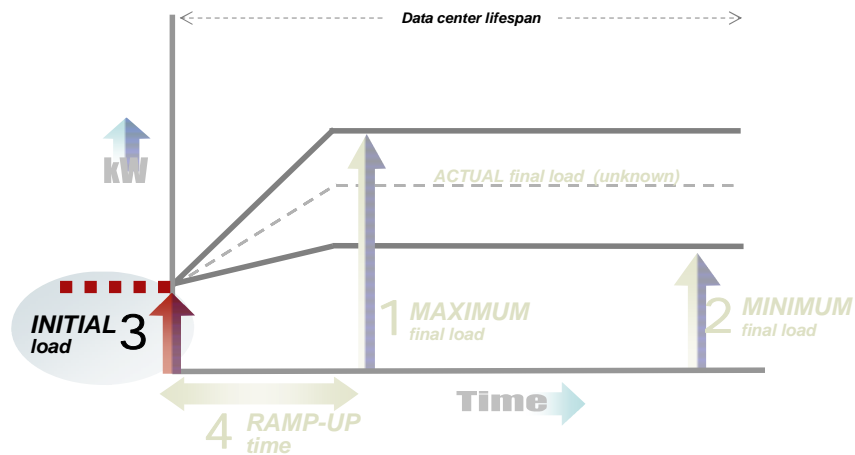 Data center lifespan
kW
ACTUAL final load (unknown)
INITIAL 3
load
1 MAXIMUM
final load
2 MINIMUM
final load
Time
4 RAMP-UP
time